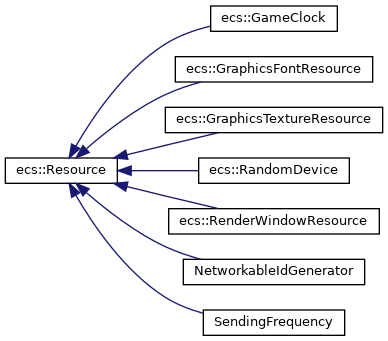 ecs::GameClock
ecs::GraphicsFontResource
ecs::GraphicsTextureResource
ecs::Resource
ecs::RandomDevice
ecs::RenderWindowResource
NetworkableIdGenerator
SendingFrequency